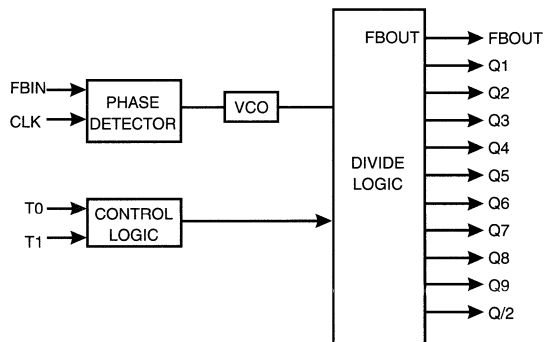 FBOUT
FBOUT
FBIN
CLK
PHASE
DETECTOR
VCO
Q1
Q2
Q3
Q4
DIVIDE
LOGIC
Q5
T0
T1
CONTROL
LOGIC
Q6
Q7
Q8
Q9
Q/2